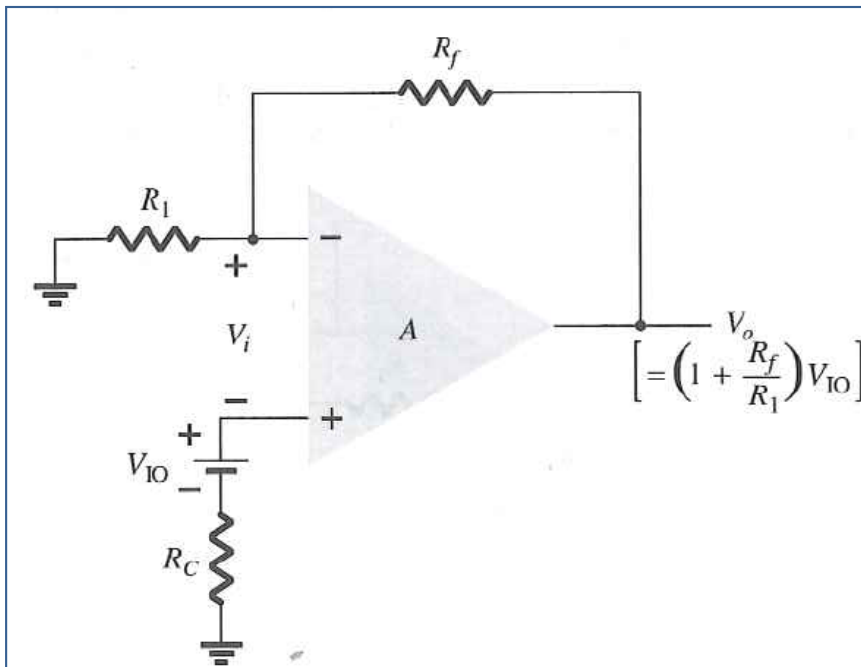 R_f
R_1
+
−
V_i
A
V_o
[= (1 + R_f/R_1) V_IO]
−
+
+
V_IO
−
R_C